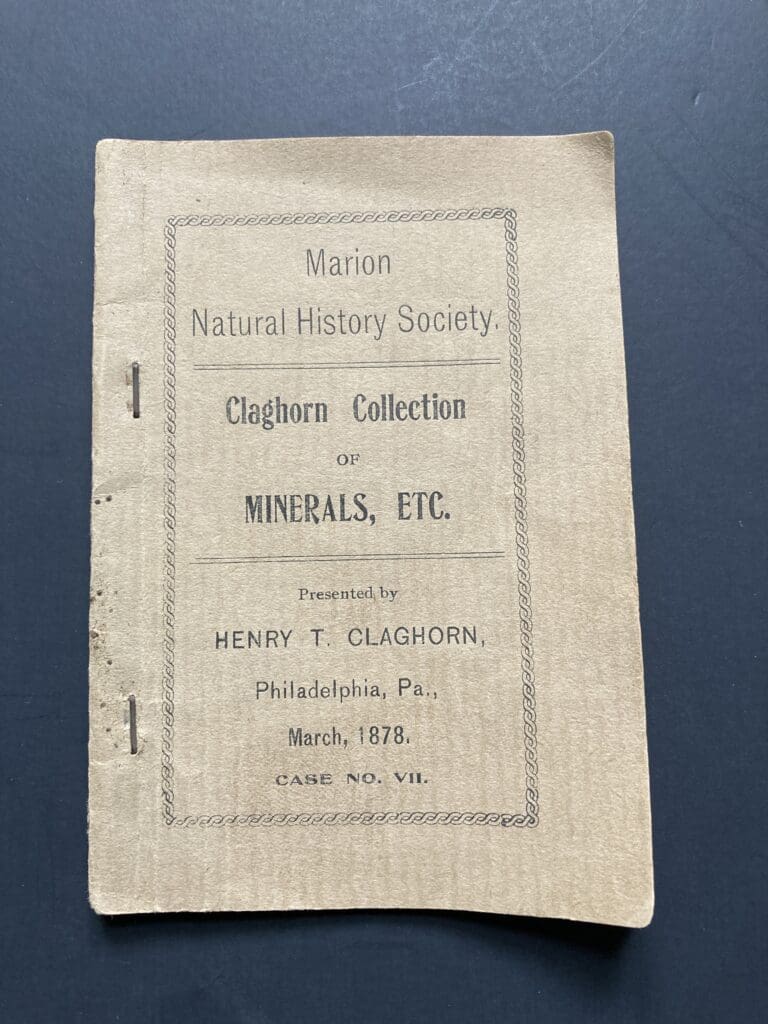 Marion
Natural History Society.
Claghorn Collection
OF
MINERALS, ETC.
Presented by
HENRY T. CLAGHORN,
Philadelphia, Pa.,
March, 1878.
CASE NO. VII.